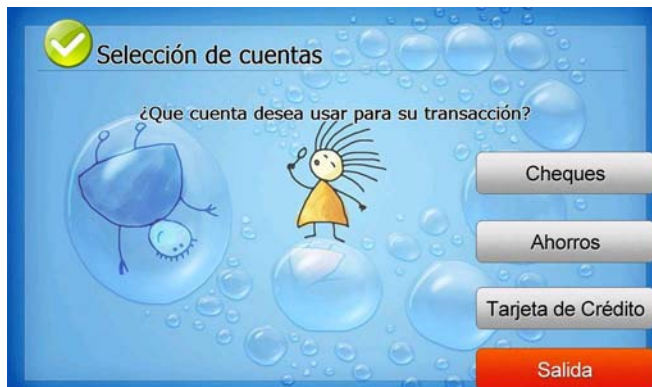 Selección de cuentas
¿Que cuenta desea usar para su transacción?
Cheques
Ahorros
Tarjeta de Crédito
Salida